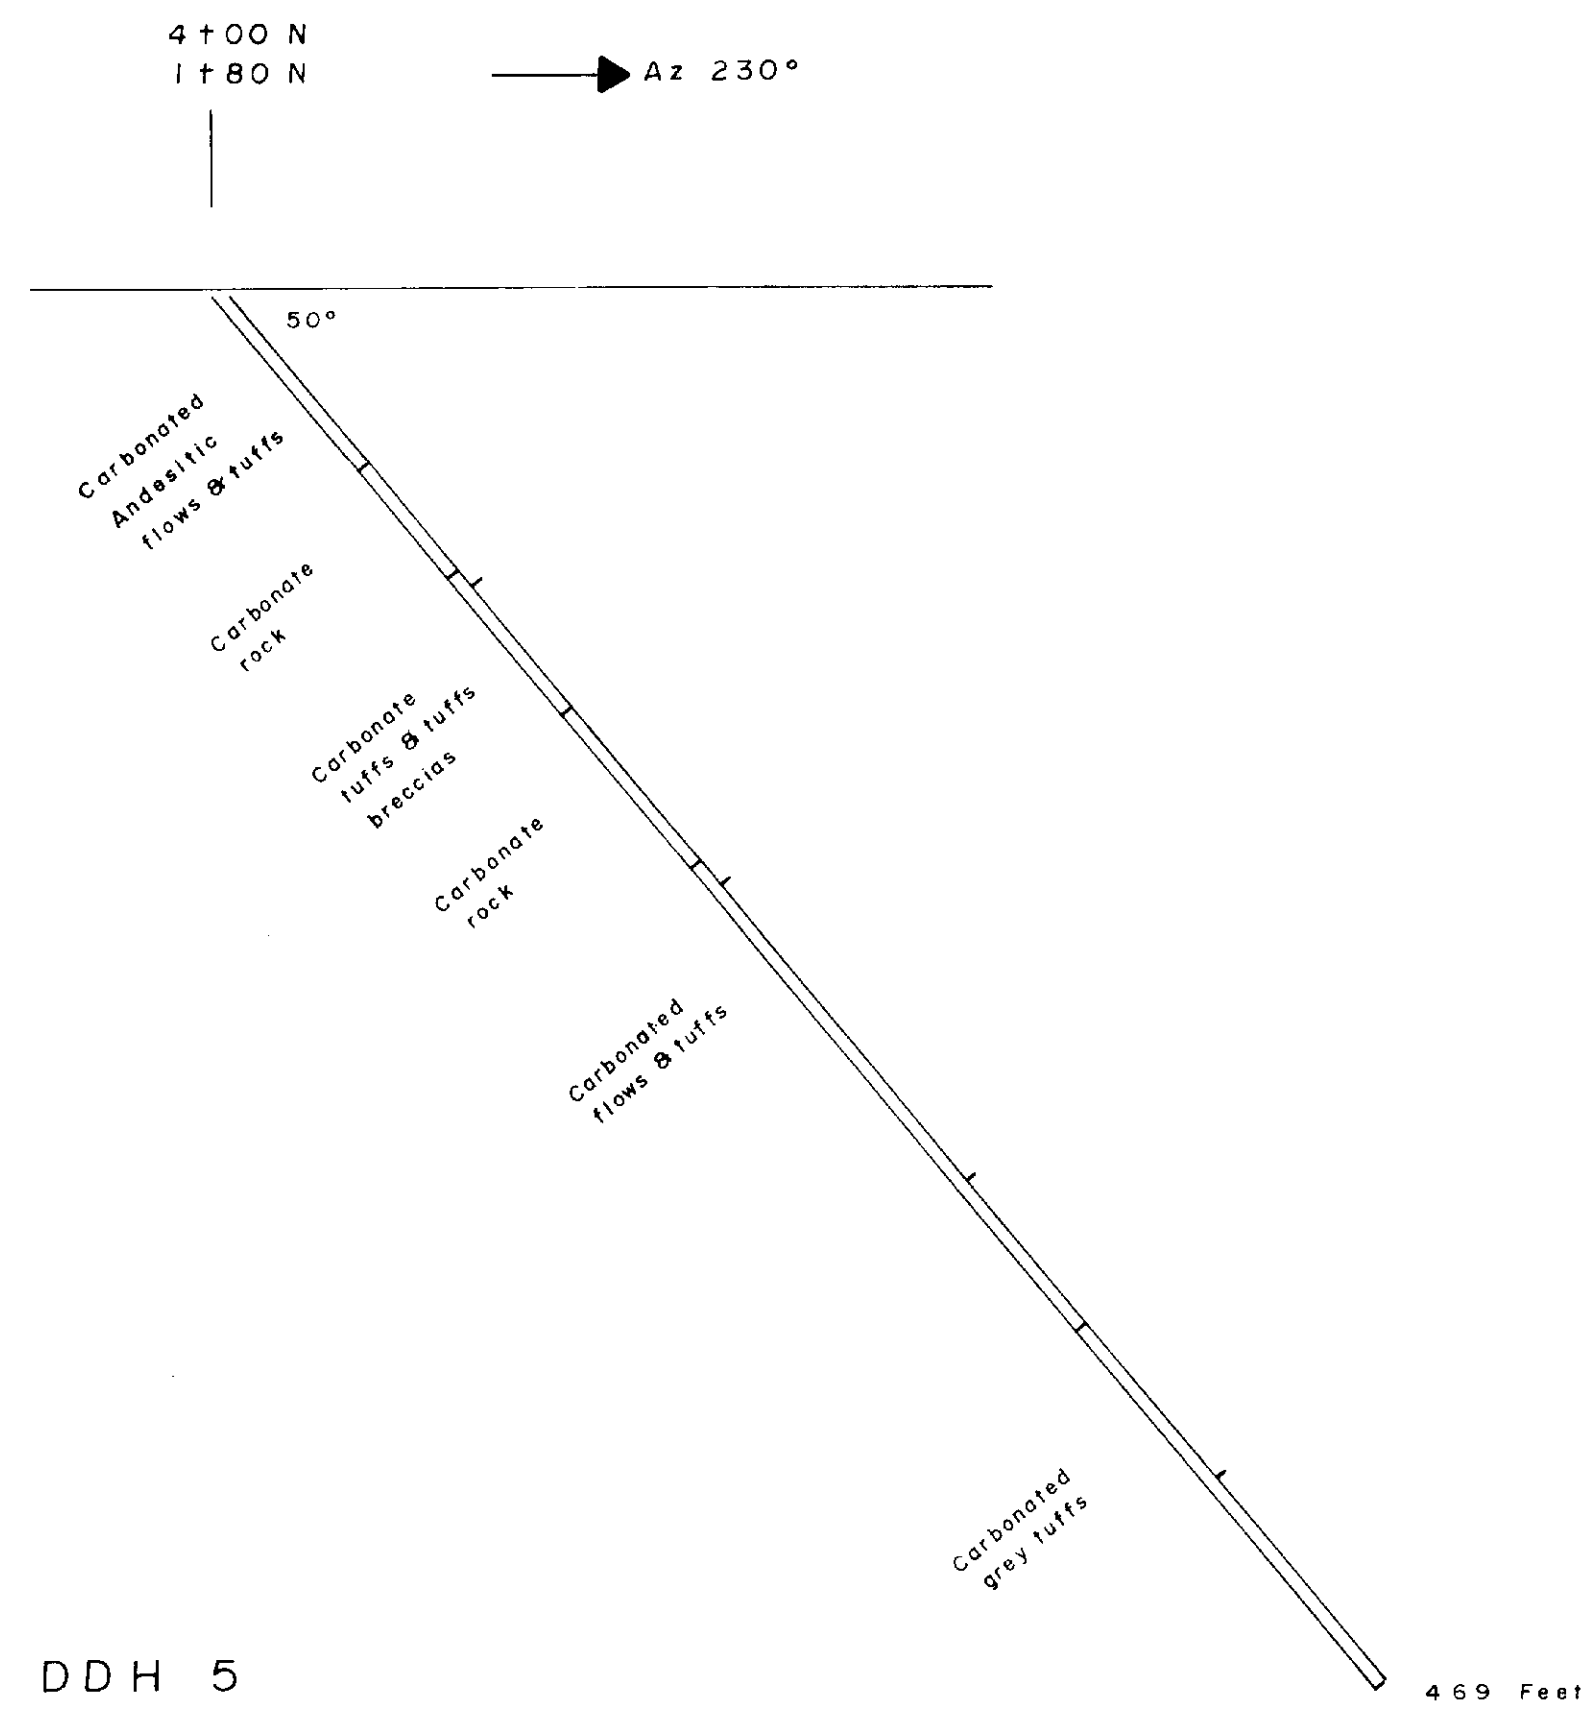 4+00 N
1+80 N
Az 230°
50°
Carbonated
Andesitic
flows & tuffs
Carbonate
rock
Carbonate
tuffs & tuffs
breccias
Carbonate
rock
Carbonated
flows & tuffs
Carbonated
grey tuffs
DDH 5
469 Feet